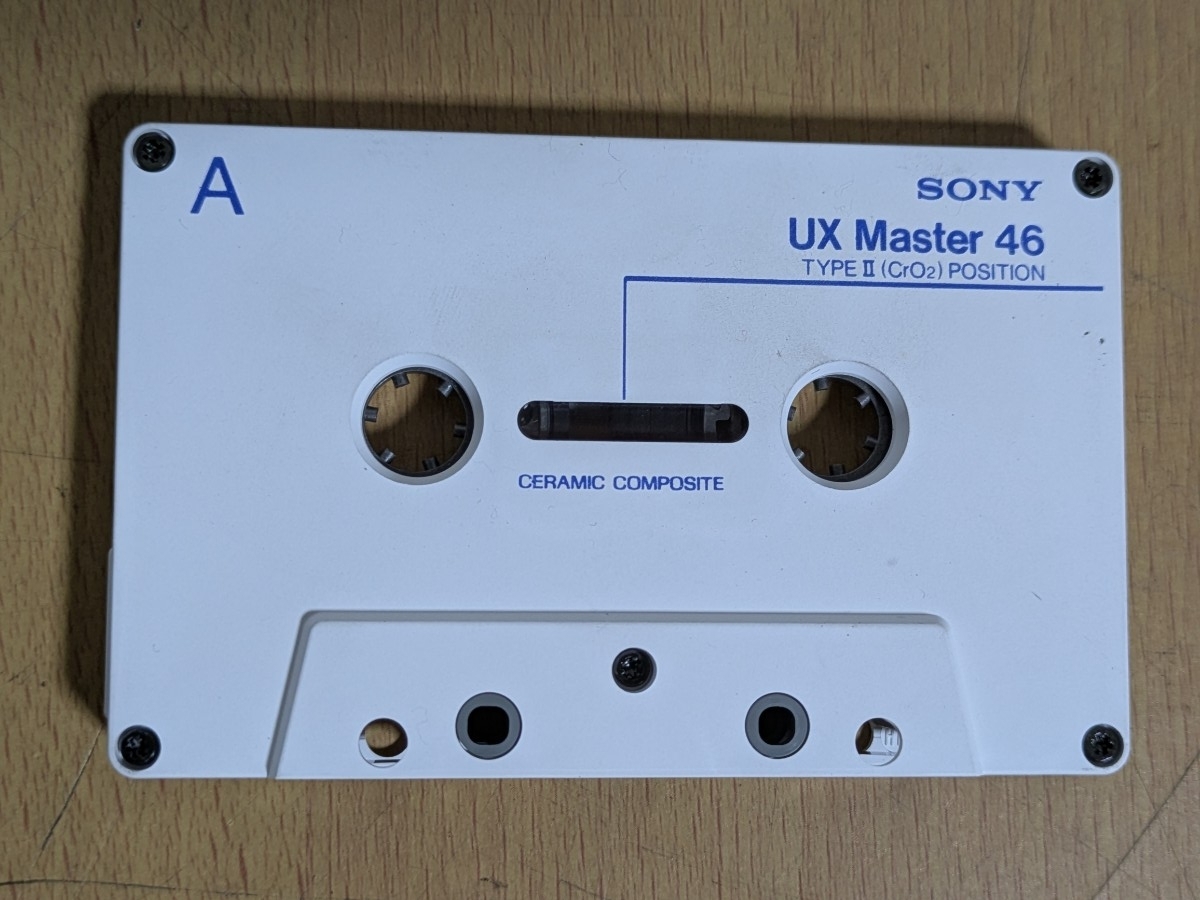 A
SONY
UX Master 46
TYPE II (CrO2) POSITION
CERAMIC COMPOSITE